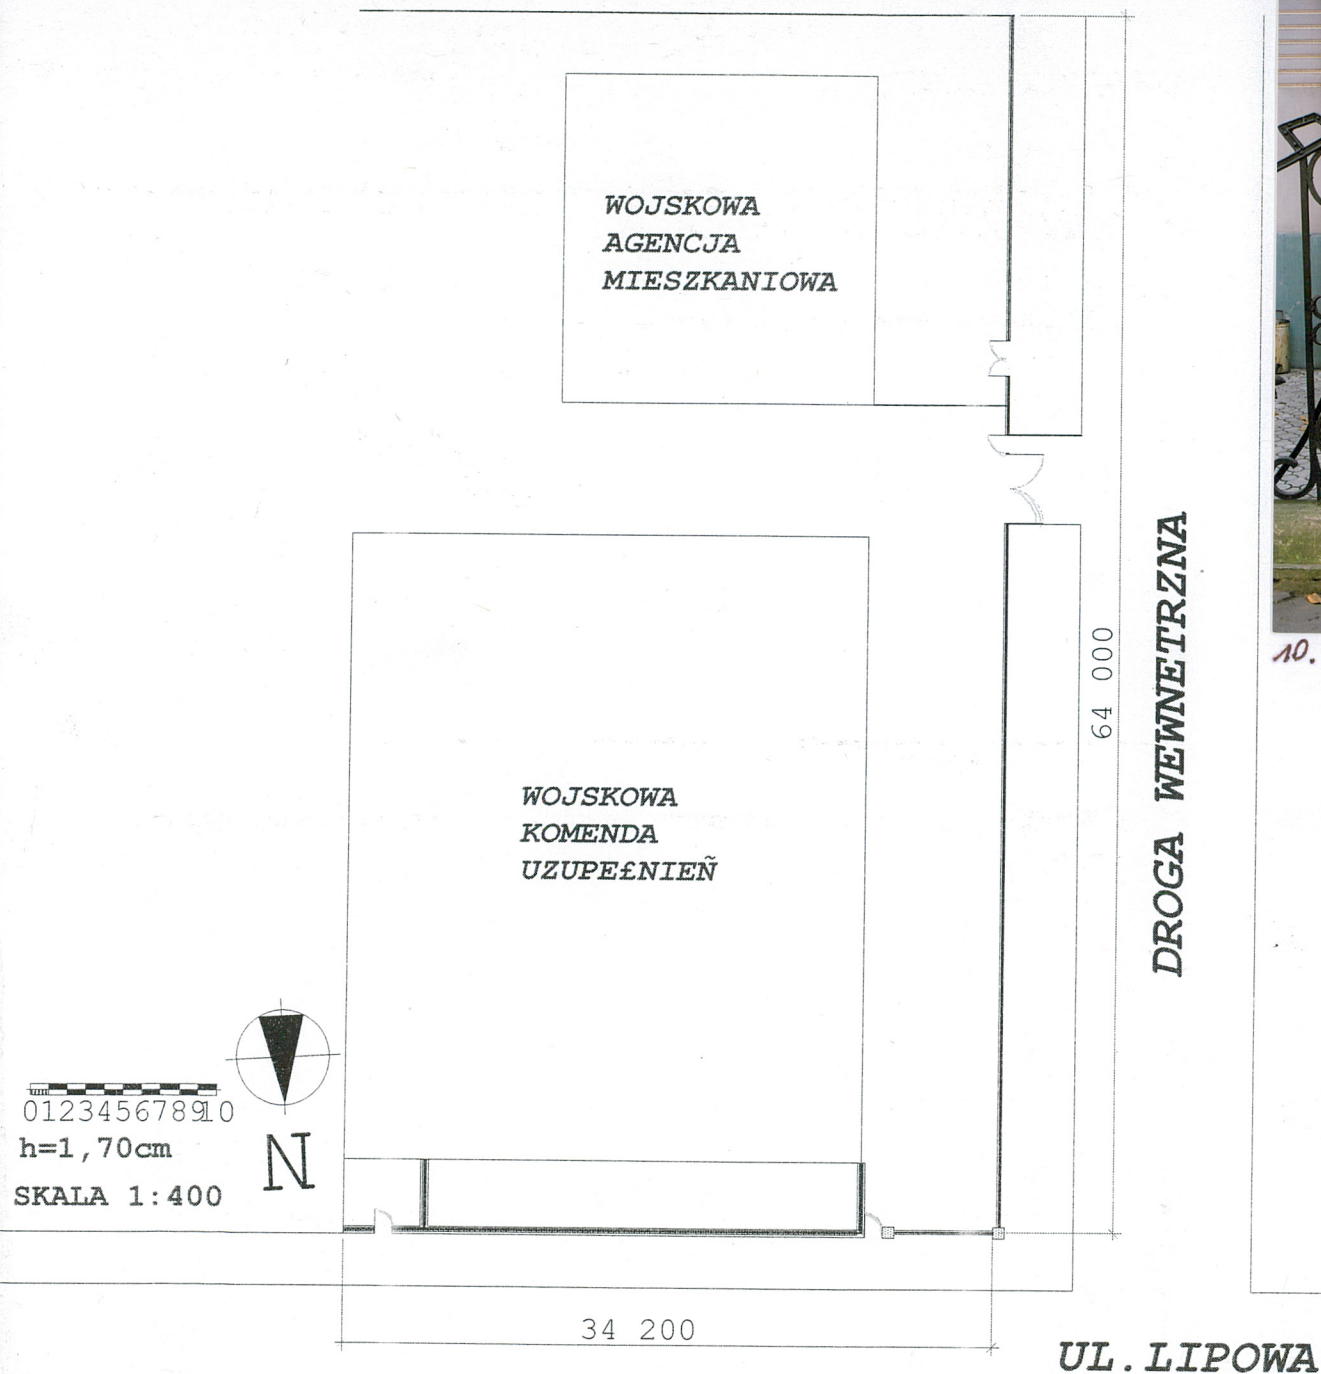 WOJSKOWA
AGENCJA
MIESZKANIOWA
10.
DROGA WEWNETRZNA
64 000
WOJSKOWA
KOMENDA
UZUPE£NIEÑ
012345678910
h=1,70cm
N
SKALA 1:400
34 200
UL.LIPOWA